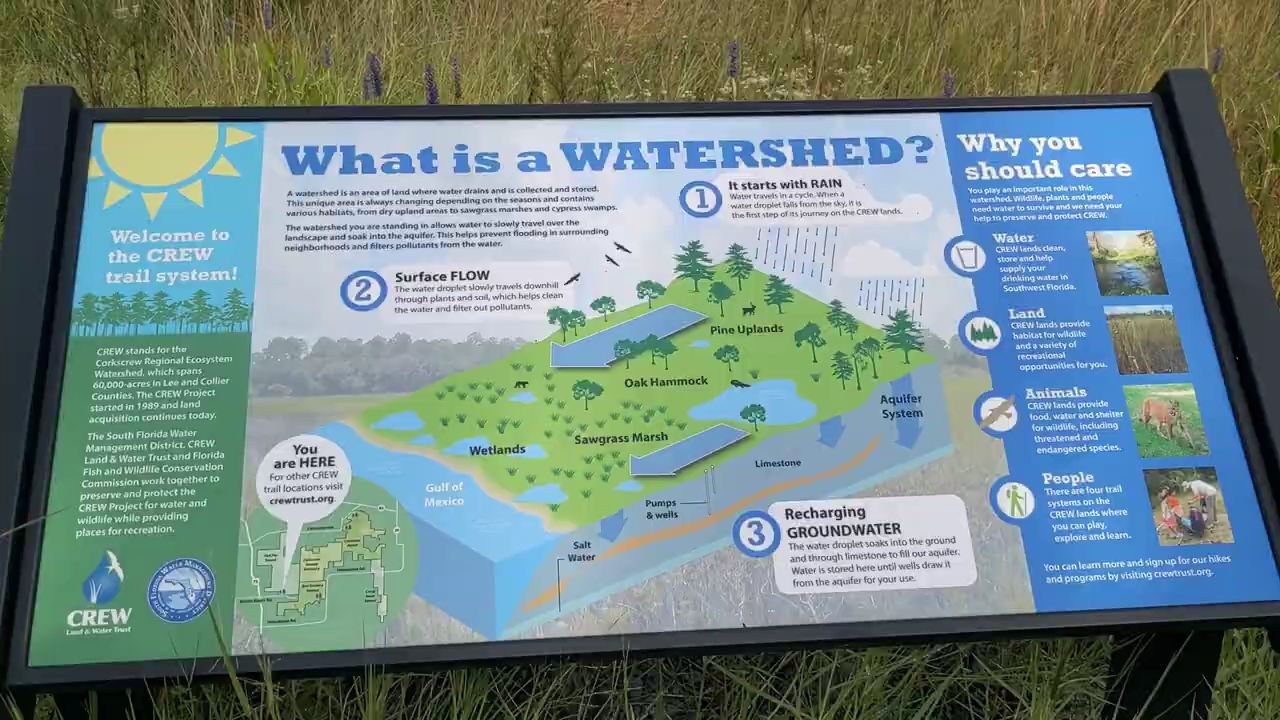 What is a WATERSHED?
A watershed is an area of land where water drains and is collected and stored.
This unique area is always changing depending on the seasons and contains
various habitats, from dry upland areas to sawgrass marshes and cypress swamps.
The watershed you are standing in allows water to slowly travel over the
landscape and soak into the aquifer. This helps prevent flooding in surrounding
neighborhoods and filters pollutants from the water.
Welcome to
the CREW
trail system!
CREW stands for the
Corkscrew Regional Ecosystem
Watershed, which spans
60,000-acres in Lee and Collier
Counties. The CREW Project
started in 1989 and land
acquisition continues today.
The South Florida Water
Management District, CREW
Land & Water Trust and Florida
Fish and Wildlife Conservation
Commission work together to
preserve and protect the
CREW Project for water and
wildlife while providing
places for recreation.
CREW
Land & Water Trust
1
It starts with RAIN
Water travels in a cycle. When a
water droplet falls from the sky, it is
the first step of its journey on the CREW lands.
2
Surface FLOW
The water droplet slowly travels downhill
through plants and soil, which helps clean
the water and filter out pollutants.
Pine Uplands
Oak Hammock
Sawgrass Marsh
Wetlands
Aquifer
System
Limestone
Gulf of
Mexico
Pumps
& wells
Salt
Water
You
are HERE
For other CREW
trail locations visit
crewtrust.org.
3
Recharging
GROUNDWATER
The water droplet soaks into the ground
and through limestone to fill our aquifer.
Water is stored here until wells draw it
from the aquifer for your use.
Why you
should care
You play an important role in this
watershed. Wildlife, plants and people
need water to survive and we need your
help to preserve and protect CREW.
Water
CREW lands clean,
store and help
supply your
drinking water in
Southwest Florida.
Land
CREW lands provide
habitat for wildlife
and a variety of
recreational
opportunities for you.
Animals
CREW lands provide
food, water and shelter
for wildlife, including
threatened and
endangered species.
People
There are four trail
systems on the
CREW lands where
you can play,
explore and learn.
You can learn more and sign up for our hikes
and programs by visiting crewtrust.org.